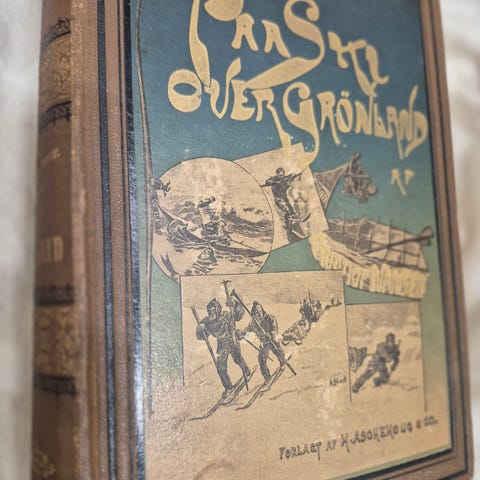 PAA SKI
OVER GRÖNLAND
AF
FRIDTJOF NANSEN
FORLAGT AF H. ASCHEHOUG & CO.